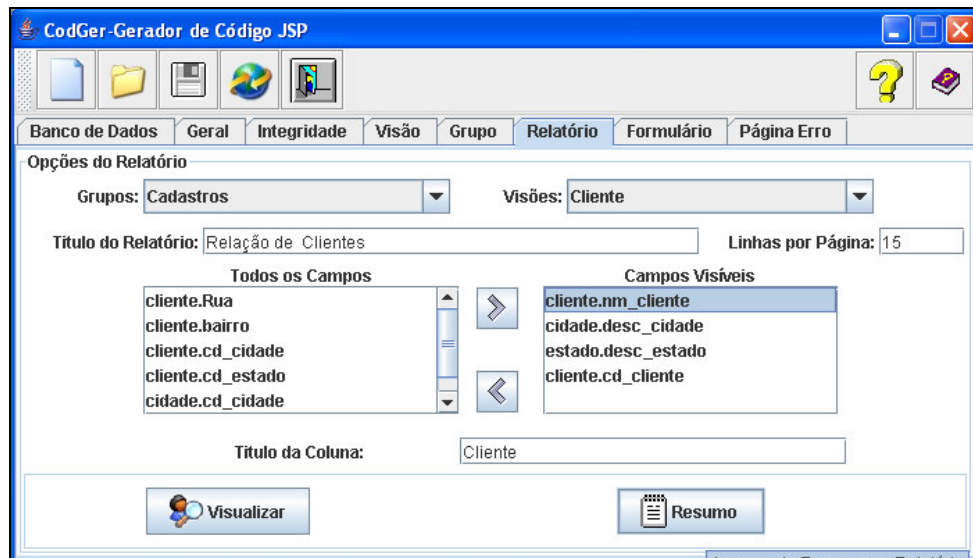 CodGer-Gerador de Código JSP
Banco de Dados Geral Integridade Visão Grupo Relatório Formulário Página Erro
Opções do Relatório
Grupos: Cadastros Visões: Cliente
Titulo do Relatório: Relação de Clientes Linhas por Página: 15
Todos os Campos Campos Visíveis
cliente.Rua cliente.nm_cliente
cliente.bairro cidade.desc_cidade
cliente.cd_cidade estado.desc_estado
cliente.cd_estado cliente.cd_cliente
cidade.cd_cidade
Titulo da Coluna: Cliente
Visualizar Resumo